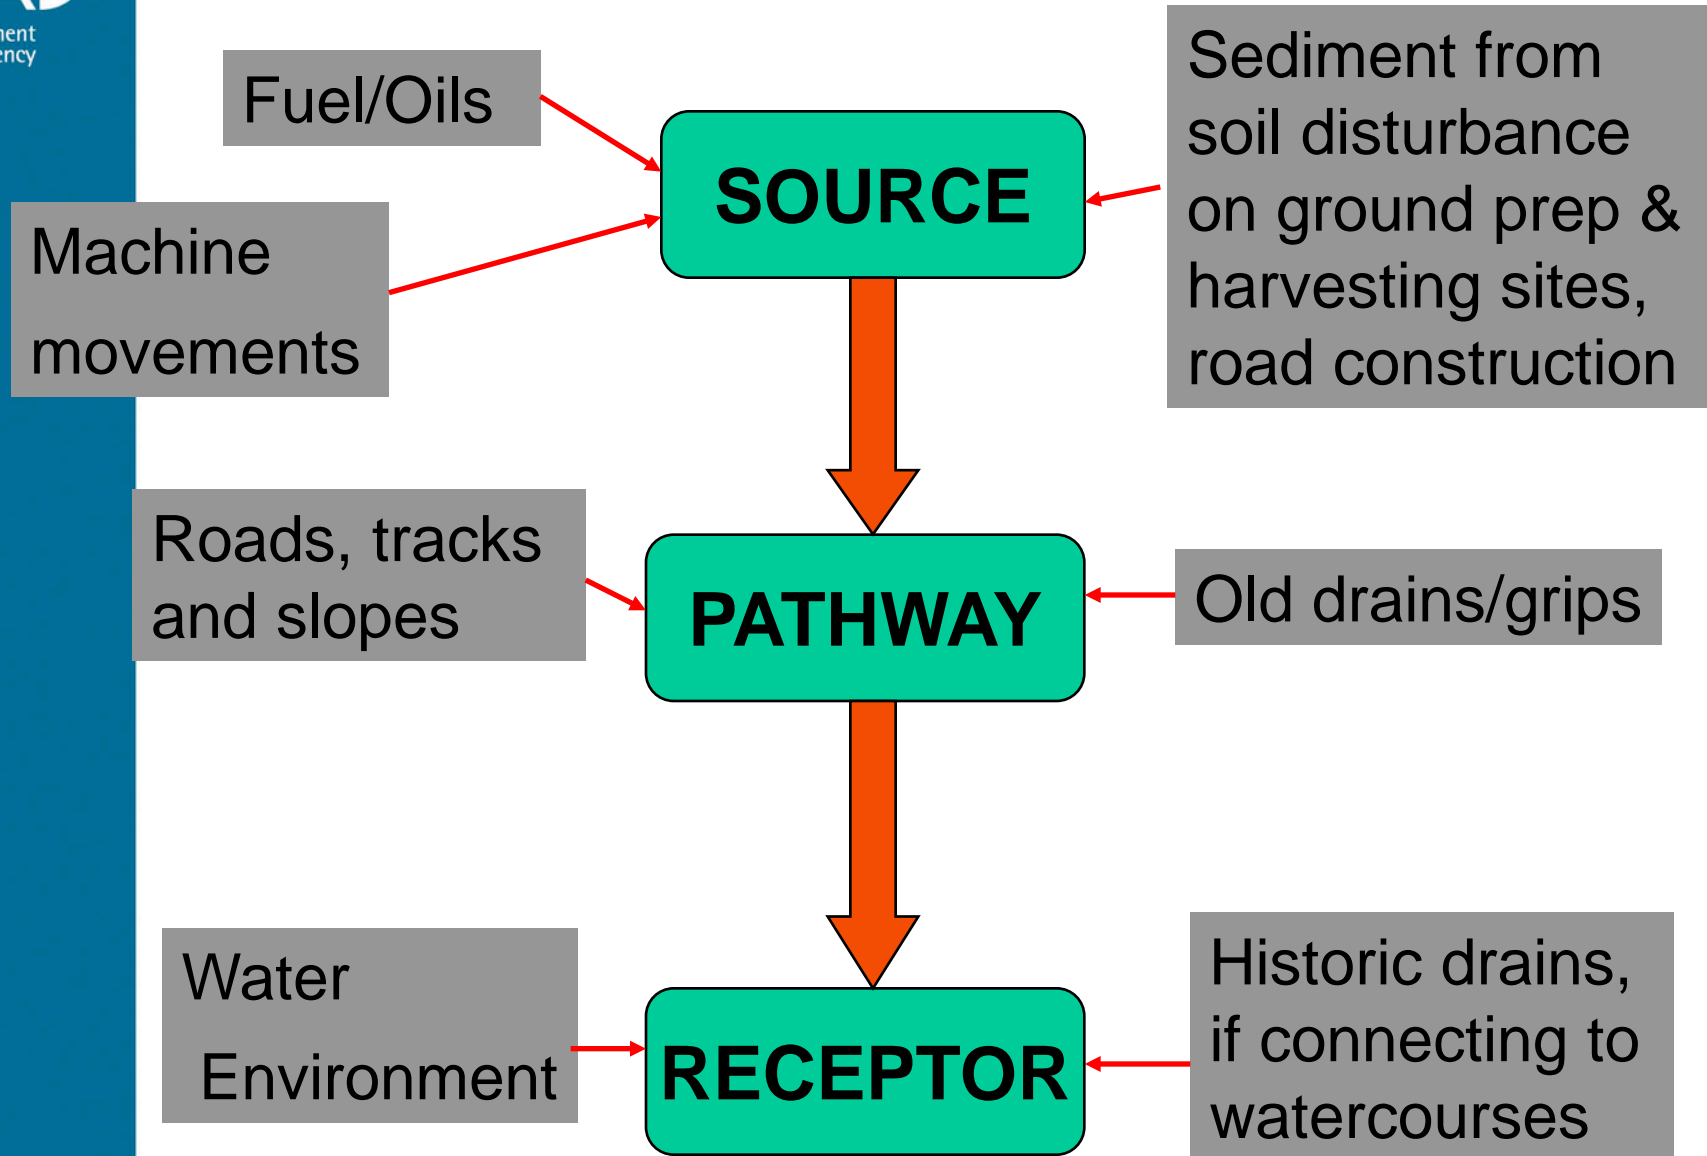 Fuel/Oils
Machine
movements
SOURCE
Sediment from
soil disturbance
on ground prep &
harvesting sites,
road construction
Roads, tracks
and slopes
PATHWAY
Old drains/grips
Water
Environment
RECEPTOR
Historic drains,
if connecting to
watercourses